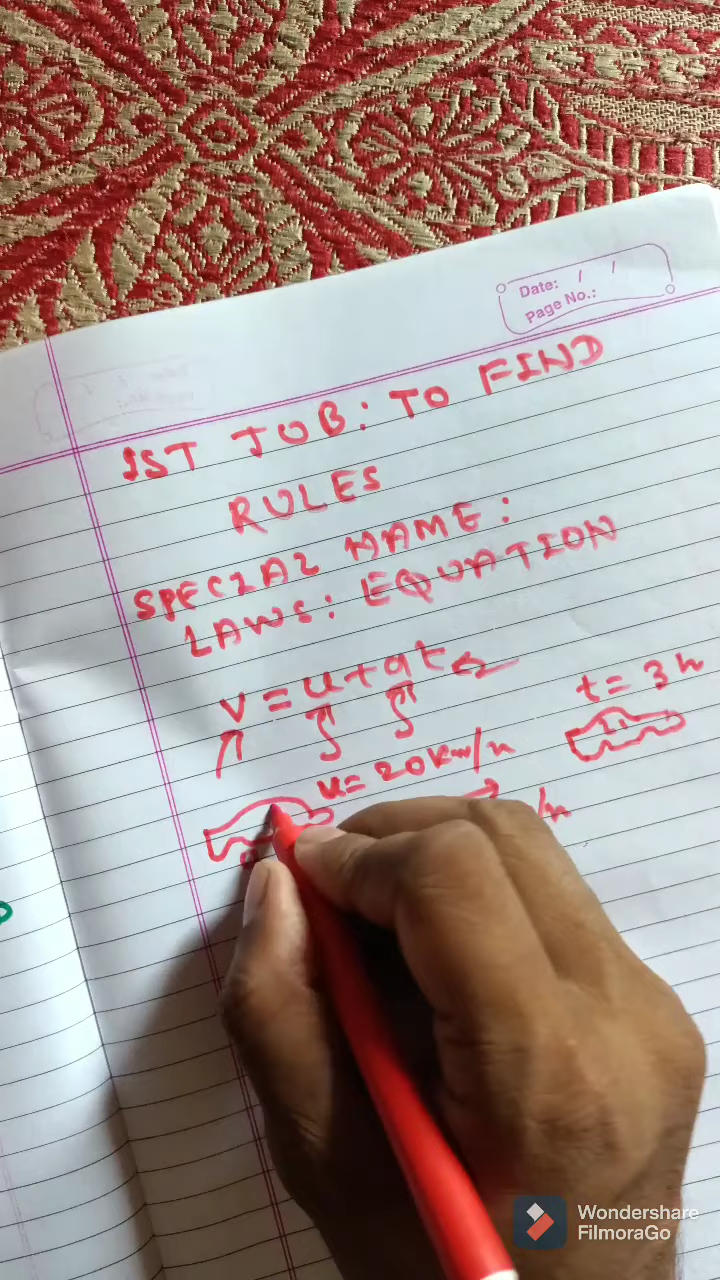 Date: / /
Page No.:
1ST JOB: TO FIND
RULES
SPECIAL NAME:
LAWS: EQUATION
v = u + at
t = 3 h
u = 20 km/h
/h
Wondershare
FilmoraGo